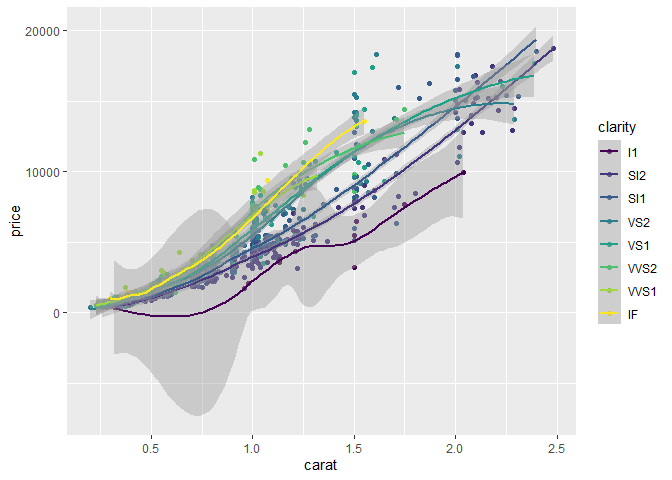 20000
10000
0
price
0.5
1.0
1.5
2.0
2.5
carat
clarity
I1
SI2
SI1
VS2
VS1
VVS2
VVS1
IF